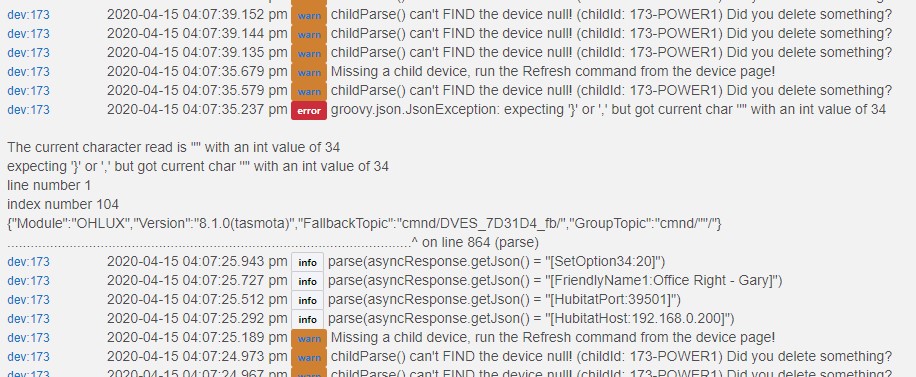 dev:173 2020-04-15 04:07:39.152 pm warn childParse() can't FIND the device null! (childId: 173-POWER1) Did you delete something?
dev:173 2020-04-15 04:07:39.144 pm warn childParse() can't FIND the device null! (childId: 173-POWER1) Did you delete something?
dev:173 2020-04-15 04:07:39.135 pm warn childParse() can't FIND the device null! (childId: 173-POWER1) Did you delete something?
dev:173 2020-04-15 04:07:35.679 pm warn Missing a child device, run the Refresh command from the device page!
dev:173 2020-04-15 04:07:35.579 pm warn childParse() can't FIND the device null! (childId: 173-POWER1) Did you delete something?
dev:173 2020-04-15 04:07:35.237 pm error groovy.json.JsonException: expecting '}' or ',' but got current char '"' with an int value of 34
The current character read is '"' with an int value of 34
expecting '}' or ',' but got current char '"' with an int value of 34
line number 1
index number 104
{"Module":"OHLUX","Version":"8.1.0(tasmota)","FallbackTopic":"cmnd/DVES_7D31D4_fb/","GroupTopic":"cmnd/""/"}
........................................................................................................^ on line 864 (parse)
dev:173 2020-04-15 04:07:25.943 pm info parse(asyncResponse.getJson() = "[SetOption34:20]")
dev:173 2020-04-15 04:07:25.727 pm info parse(asyncResponse.getJson() = "[FriendlyName1:Office Right - Gary]")
dev:173 2020-04-15 04:07:25.512 pm info parse(asyncResponse.getJson() = "[HubitatPort:39501]")
dev:173 2020-04-15 04:07:25.292 pm info parse(asyncResponse.getJson() = "[HubitatHost:192.168.0.200]")
dev:173 2020-04-15 04:07:25.189 pm warn Missing a child device, run the Refresh command from the device page!
dev:173 2020-04-15 04:07:24.973 pm warn childParse() can't FIND the device null! (childId: 173-POWER1) Did you delete something?
dev:173 2020-04-15 04:07:24.967 pm warn childParse() can't FIND the device null! (childId: 173-POWER1) Did you delete something?